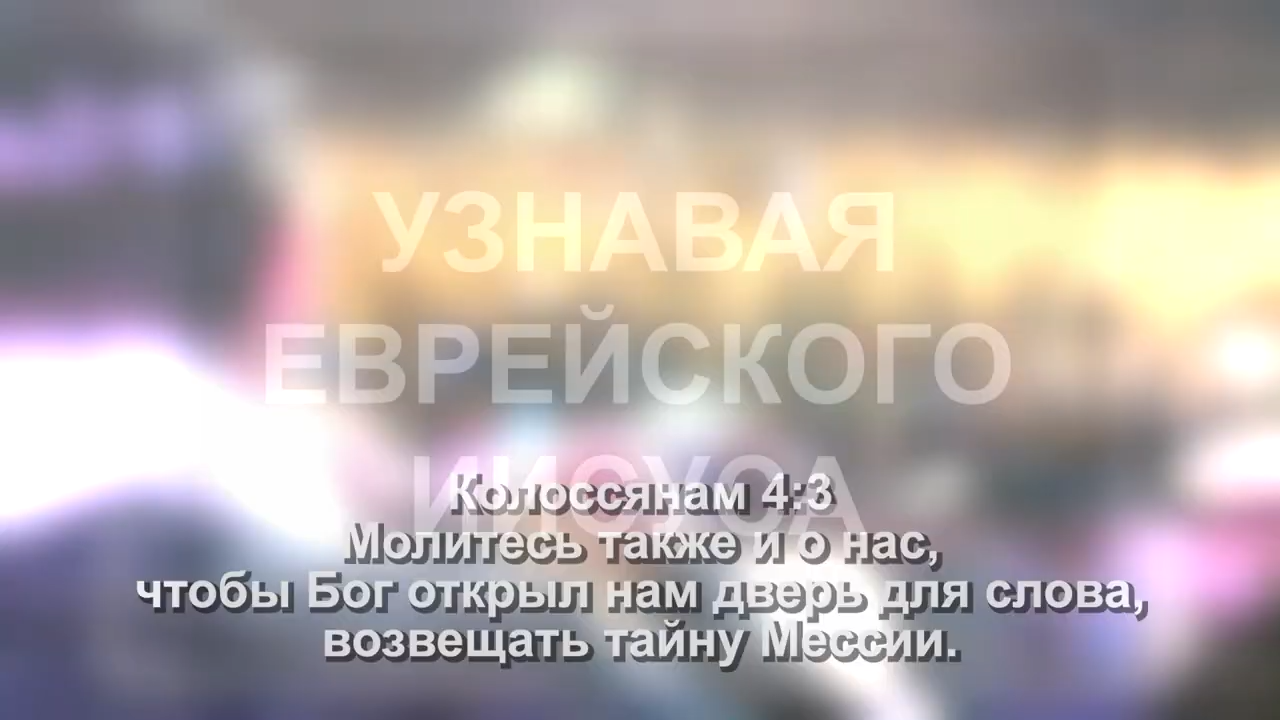 УЗНАВАЯ
ЕВРЕЙСКОГО
ИИСУСА
Колоссянам 4:3
Молитесь также и о нас,
чтобы Бог открыл нам дверь для слова,
возвещать тайну Мессии.